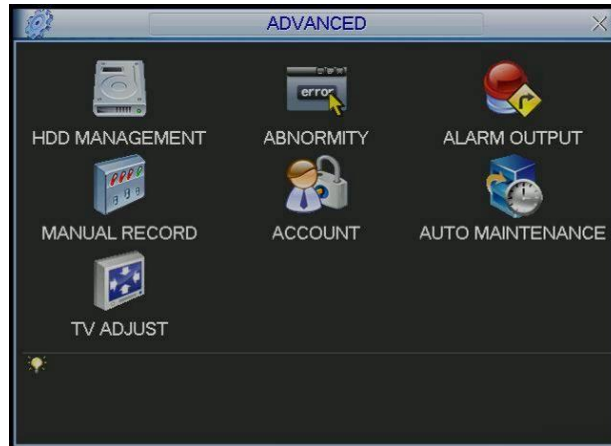 ADVANCED
HDD MANAGEMENT
error
ABNORMITY
ALARM OUTPUT
MANUAL RECORD
ACCOUNT
AUTO MAINTENANCE
TV ADJUST